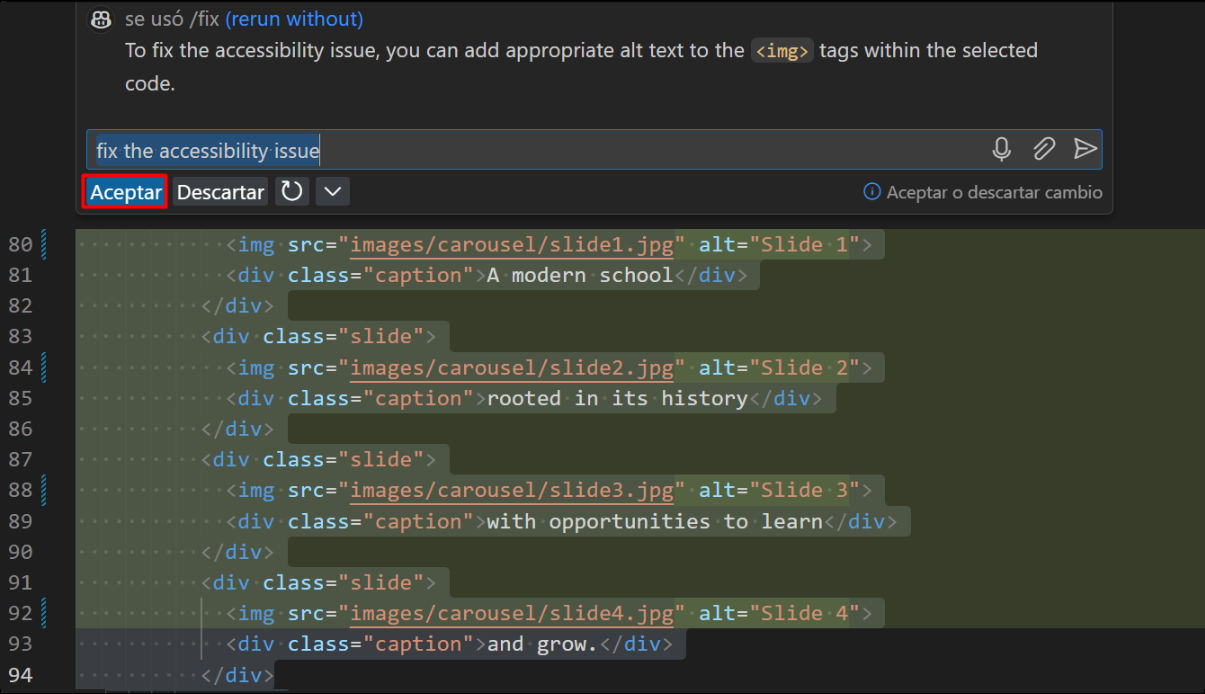 se usó /fix (rerun without)
To fix the accessibility issue, you can add appropriate alt text to the <img> tags within the selected
code.
fix the accessibility issue
Aceptar Descartar Aceptar o descartar cambio
80 <img src="images/carousel/slide1.jpg" alt="Slide 1">
81 <div class="caption">A modern school</div>
82 </div>
83 <div class="slide">
84 <img src="images/carousel/slide2.jpg" alt="Slide 2">
85 <div class="caption">rooted in its history</div>
86 </div>
87 <div class="slide">
88 <img src="images/carousel/slide3.jpg" alt="Slide 3">
89 <div class="caption">with opportunities to learn</div>
90 </div>
91 <div class="slide">
92 <img src="images/carousel/slide4.jpg" alt="Slide 4">
93 <div class="caption">and grow.</div>
94 </div>